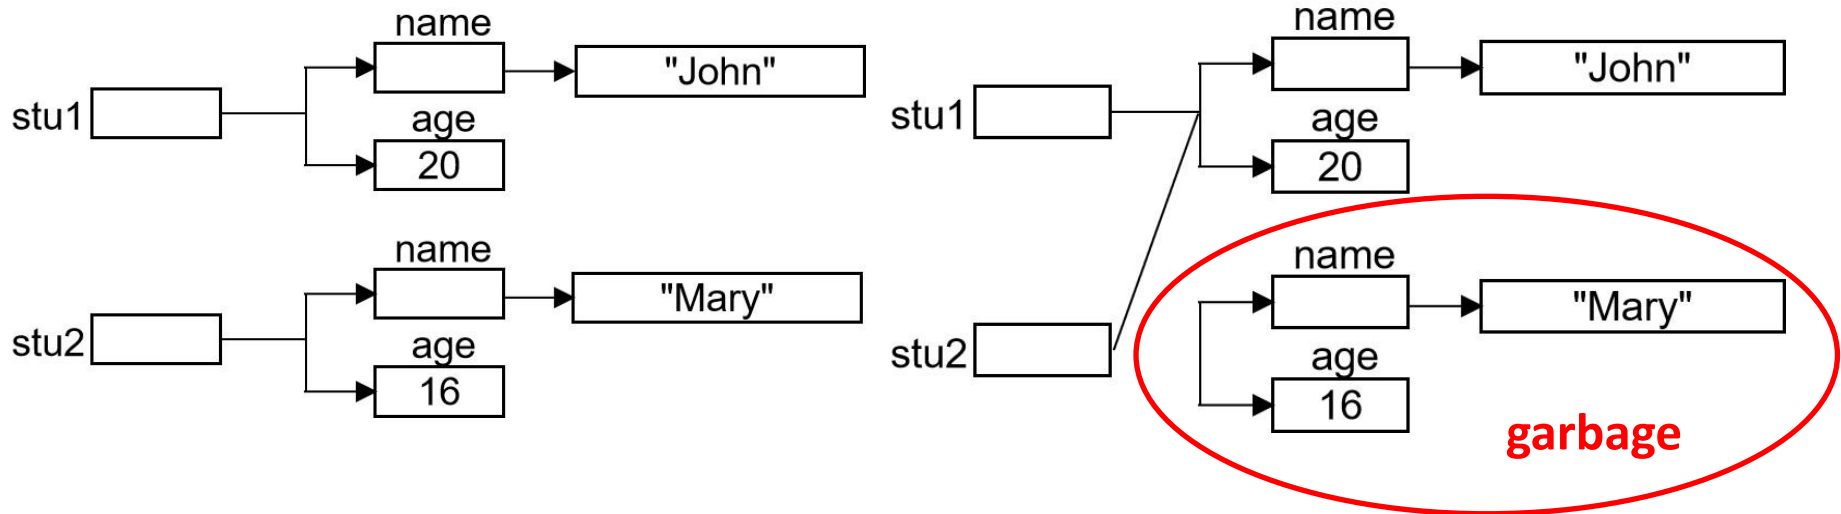 name
"John"
stu1
age
20
name
"Mary"
stu2
age
16
name
"John"
stu1
age
20
name
"Mary"
stu2
age
16
garbage